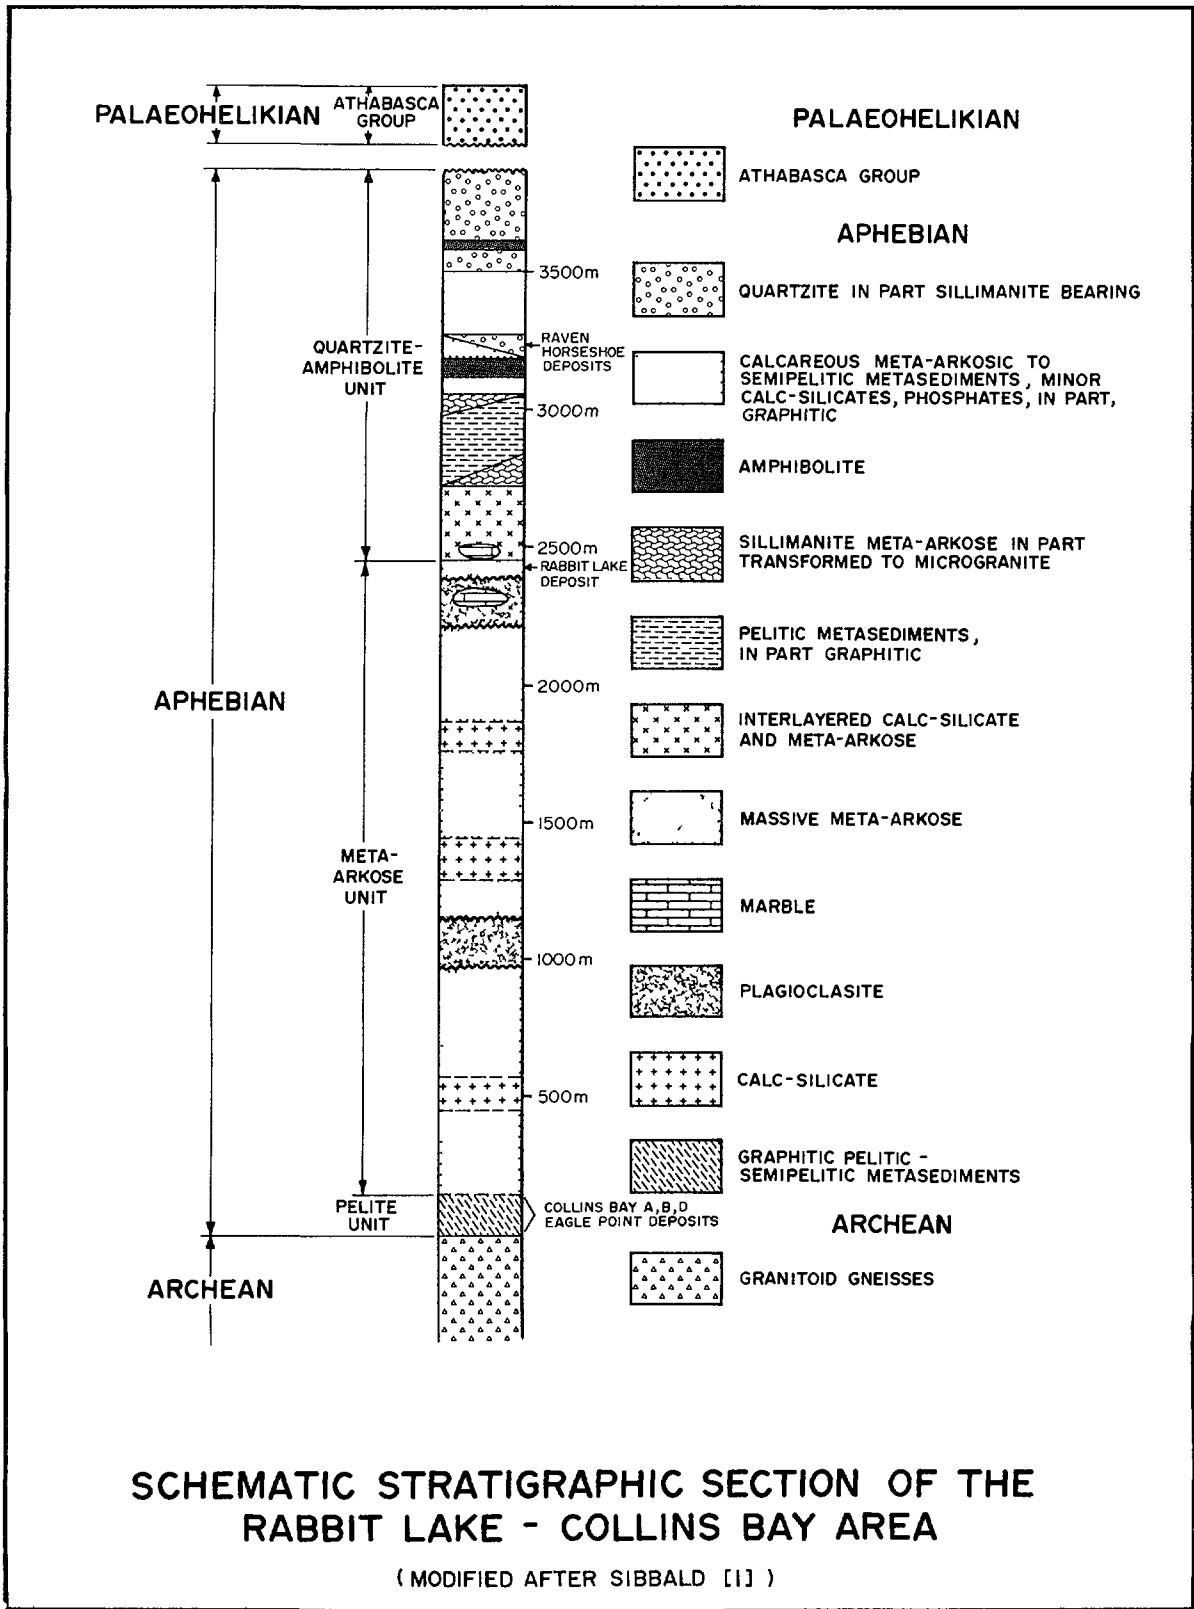 PALAEOHELIKIAN
ATHABASCA
GROUP
3500m
RAVEN
HORSESHOE
DEPOSITS
QUARTZITE-
AMPHIBOLITE
UNIT
3000m
2500m
RABBIT LAKE
DEPOSIT
2000m
APHEBIAN
1500m
META-
ARKOSE
UNIT
1000m
500m
PELITE
UNIT
COLLINS BAY A,B,D
EAGLE POINT DEPOSITS
ARCHEAN
PALAEOHELIKIAN
ATHABASCA GROUP
APHEBIAN
QUARTZITE IN PART SILLIMANITE BEARING
CALCAREOUS META-ARKOSIC TO
SEMIPELITIC METASEDIMENTS, MINOR
CALC-SILICATES, PHOSPHATES, IN PART,
GRAPHITIC
AMPHIBOLITE
SILLIMANITE META-ARKOSE IN PART
TRANSFORMED TO MICROGRANITE
PELITIC METASEDIMENTS,
IN PART GRAPHITIC
INTERLAYERED CALC-SILICATE
AND META-ARKOSE
MASSIVE META-ARKOSE
MARBLE
PLAGIOCLASITE
CALC-SILICATE
GRAPHITIC PELITIC -
SEMIPELITIC METASEDIMENTS
ARCHEAN
GRANITOID GNEISSES
SCHEMATIC STRATIGRAPHIC SECTION OF THE
RABBIT LAKE - COLLINS BAY AREA
(MODIFIED AFTER SIBBALD [1])